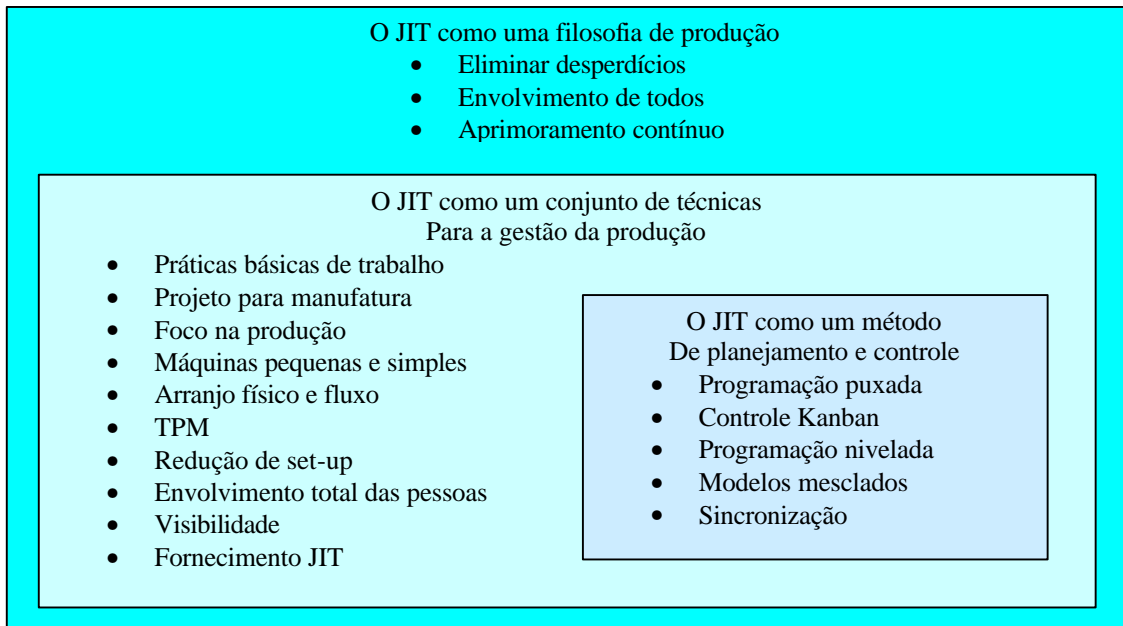 O JIT como uma filosofia de produção
• Eliminar desperdícios
• Envolvimento de todos
• Aprimoramento contínuo
O JIT como um conjunto de técnicas
Para a gestão da produção
• Práticas básicas de trabalho
• Projeto para manufatura
• Foco na produção
• Máquinas pequenas e simples
• Arranjo físico e fluxo
• TPM
• Redução de set-up
• Envolvimento total das pessoas
• Visibilidade
• Fornecimento JIT
O JIT como um método
De planejamento e controle
• Programação puxada
• Controle Kanban
• Programação nivelada
• Modelos mesclados
• Sincronização